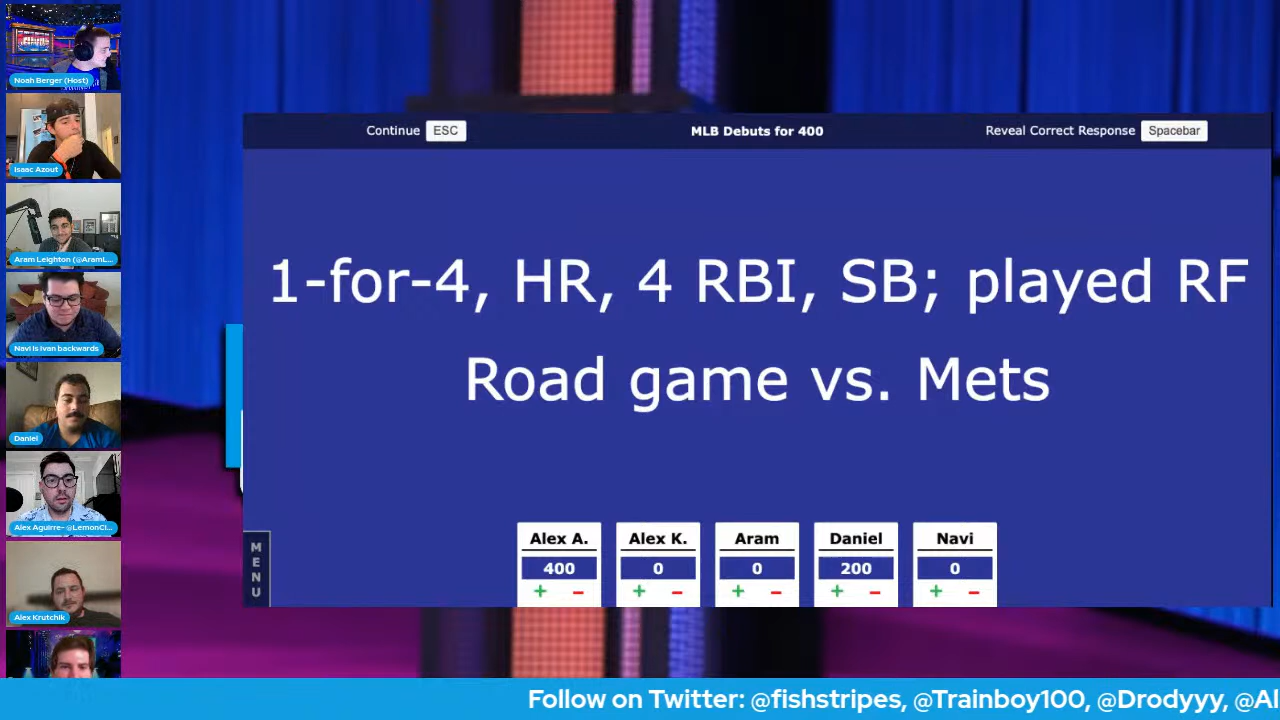 Noah Berger (Host)
Isaac Azout
Aram Leighton (@AramL...
Navi is Ivan backwards
Daniel
Alex Aguirre- @LemonCi...
Alex Krutchik
Continue ESC
MLB Debuts for 400
Reveal Correct Response Spacebar
1-for-4, HR, 4 RBI, SB; played RF
Road game vs. Mets
MENU
Alex A. Alex K. Aram Daniel Navi
400 0 0 200 0
+ - + - + - + - + -
Follow on Twitter: @fishstripes, @Trainboy100, @Drodyyy, @Al